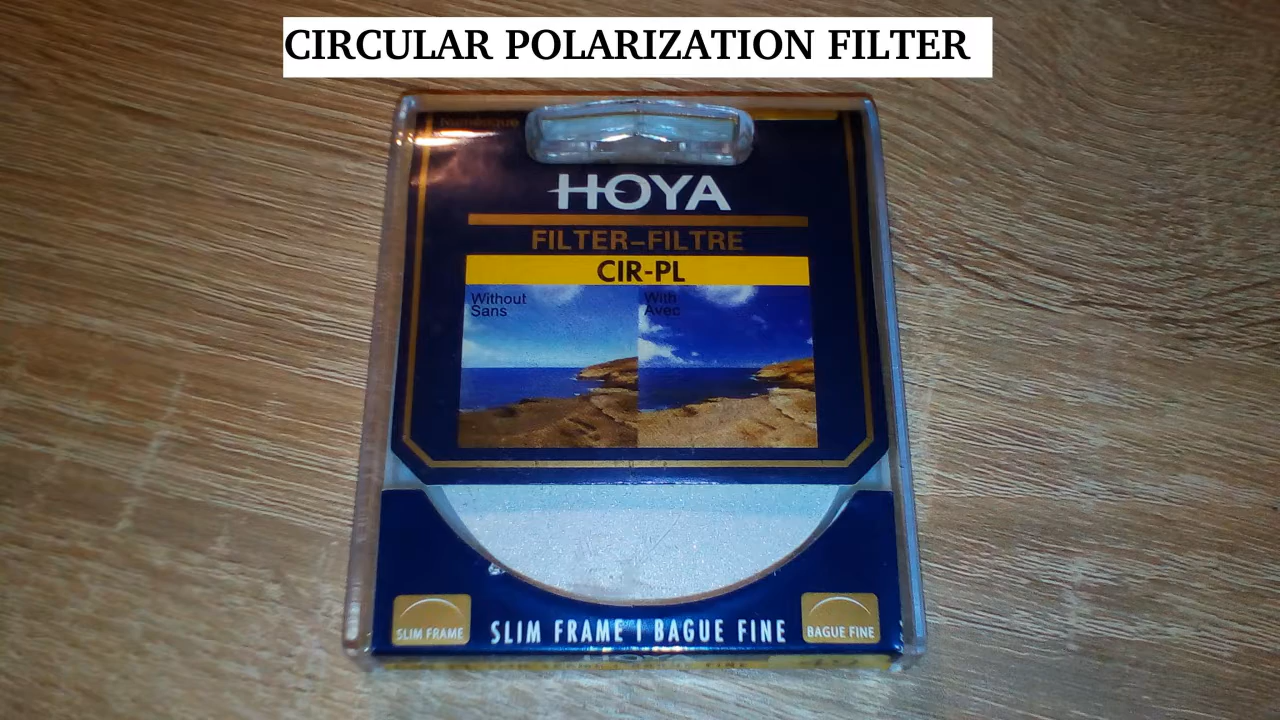 CIRCULAR POLARIZATION FILTER
HOYA
FILTER-FILTRE
CIR-PL
Without
Sans
With
Avec
SLIM FRAME
SLIM FRAME I BAGUE FINE
BAGUE FINE